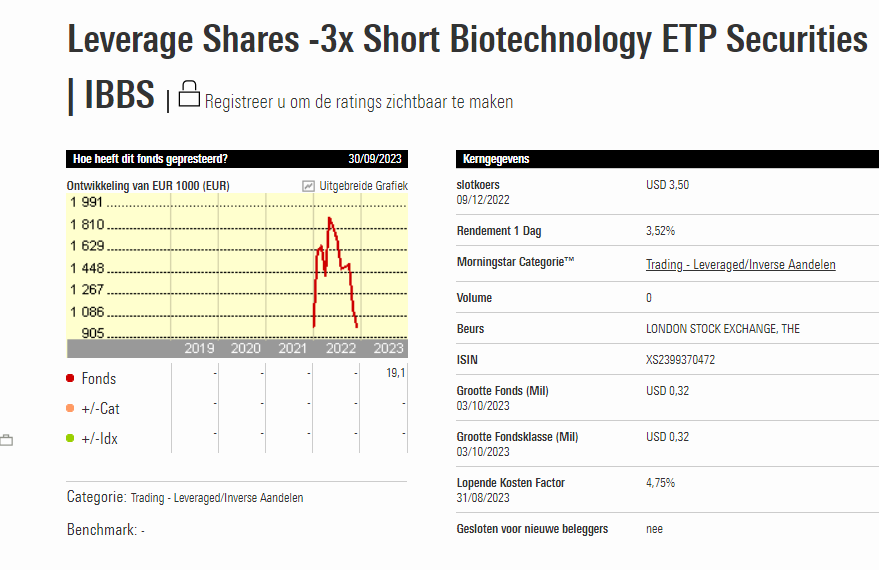 Leverage Shares -3x Short Biotechnology ETP Securities
| IBBS | Registreer u om de ratings zichtbaar te maken
Hoe heeft dit fonds gepresteerd? 30/09/2023
Ontwikkeling van EUR 1000 (EUR) Uitgebreide Grafiek
1 991
1 810
1 629
1 448
1 267
1 086
905
2019 2020 2021 2022 2023
Fonds - - - - 19,1
+/-Cat - - - - -
+/-Idx - - - - -
Categorie: Trading - Leveraged/Inverse Aandelen
Benchmark: -
Kerngegevens
slotkoers USD 3,50
09/12/2022
Rendement 1 Dag 3,52%
Morningstar Categorie™ Trading - Leveraged/Inverse Aandelen
Volume 0
Beurs LONDON STOCK EXCHANGE, THE
ISIN XS2399370472
Grootte Fonds (Mil) USD 0,32
03/10/2023
Grootte Fondsklasse (Mil) USD 0,32
03/10/2023
Lopende Kosten Factor 4,75%
31/08/2023
Gesloten voor nieuwe beleggers nee